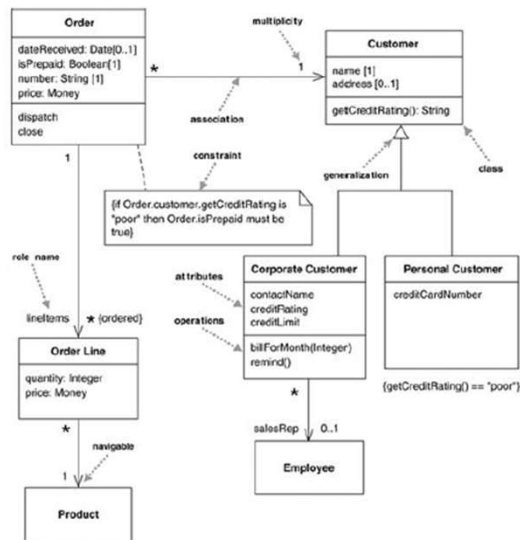 Order
dateReceived: Date[0..1]
isPrepaid: Boolean[1]
number: String [1]
price: Money
dispatch
close
multiplicity
*
1
association
Customer
name [1]
address [0..1]
getCreditRating(): String
generalization
class
constraint
{if Order.customer.getCreditRating is
"poor" then Order.isPrepaid must be
true}
1
role name
lineItems
* {ordered}
Order Line
quantity: Integer
price: Money
*
navigable
1
Product
attributes
operations
Corporate Customer
contactName
creditRating
creditLimit
billForMonth(Integer)
remind()
*
salesRep 0..1
Employee
Personal Customer
creditCardNumber
{getCreditRating() == "poor"}